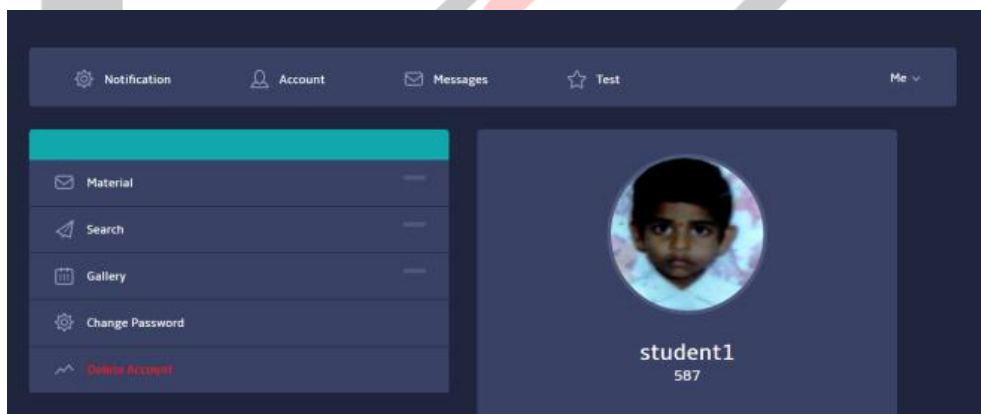 Notification Account Messages Test Me
Material
Search
Gallery
Change Password
Delete Account
student1
587